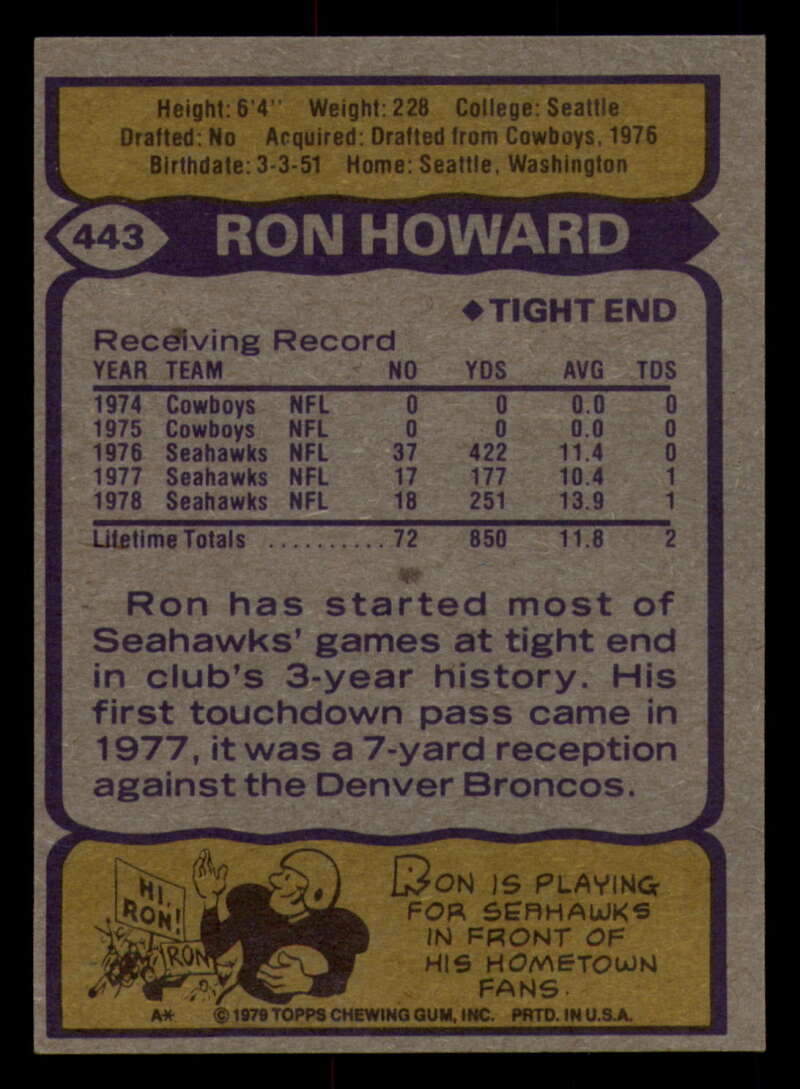 Height: 6'4" Weight: 228 College: Seattle
Drafted: No Acquired: Drafted from Cowboys, 1976
Birthdate: 3-3-51 Home: Seattle, Washington
443 RON HOWARD
◆TIGHT END
Receiving Record
YEAR TEAM NO YDS AVG TDS
1974 Cowboys NFL 0 0 0.0 0
1975 Cowboys NFL 0 0 0.0 0
1976 Seahawks NFL 37 422 11.4 0
1977 Seahawks NFL 17 177 10.4 1
1978 Seahawks NFL 18 251 13.9 1
Lifetime Totals ..........72 850 11.8 2
Ron has started most of
Seahawks' games at tight end
in club's 3-year history. His
first touchdown pass came in
1977, it was a 7-yard reception
against the Denver Broncos.
HI,
RON!
RON
RON IS PLAYING
FOR SEAHAWKS
IN FRONT OF
HIS HOMETOWN
FANS.
A* ©1979 TOPPS CHEWING GUM, INC. PRTD. IN U.S.A.